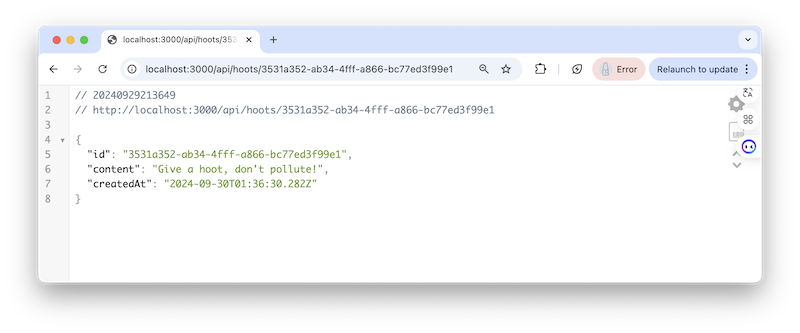 localhost:3000/api/hoots/353
localhost:3000/api/hoots/3531a352-ab34-4fff-a866-bc77ed3f99e1
Error
Relaunch to update
1 // 20240929213649
2 // http://localhost:3000/api/hoots/3531a352-ab34-4fff-a866-bc77ed3f99e1
3
4 {
5 "id": "3531a352-ab34-4fff-a866-bc77ed3f99e1",
6 "content": "Give a hoot, don't pollute!",
7 "createdAt": "2024-09-30T01:36:30.282Z"
8 }